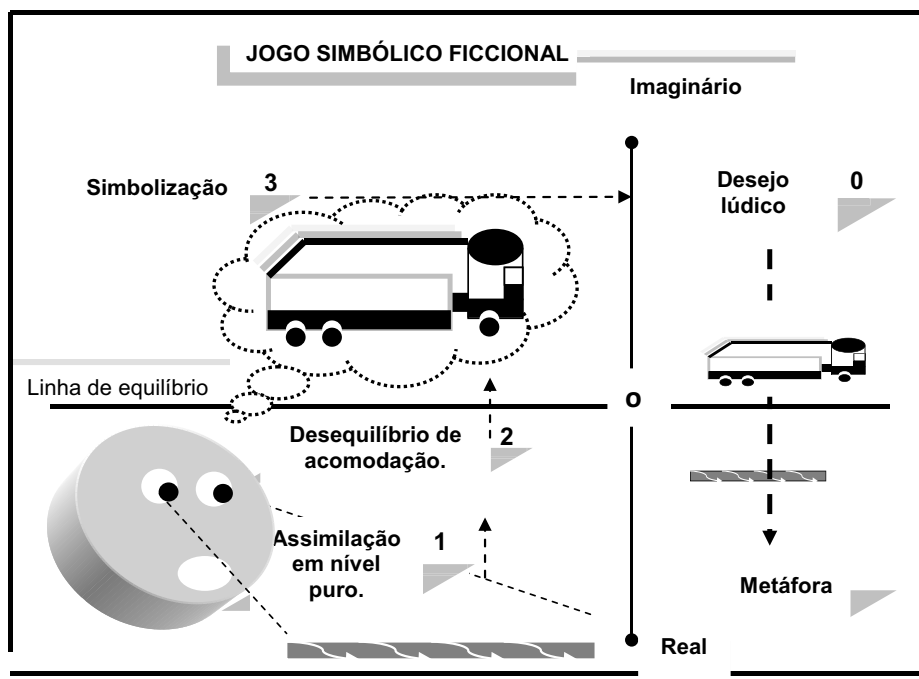 JOGO SIMBÓLICO FICCIONAL
Imaginário
Simbolização 3
Desejo
lúdico
0
Linha de equilíbrio
O
Desequilíbrio de
acomodação.
2
Assimilação
em nível
puro.
1
Metáfora
Real